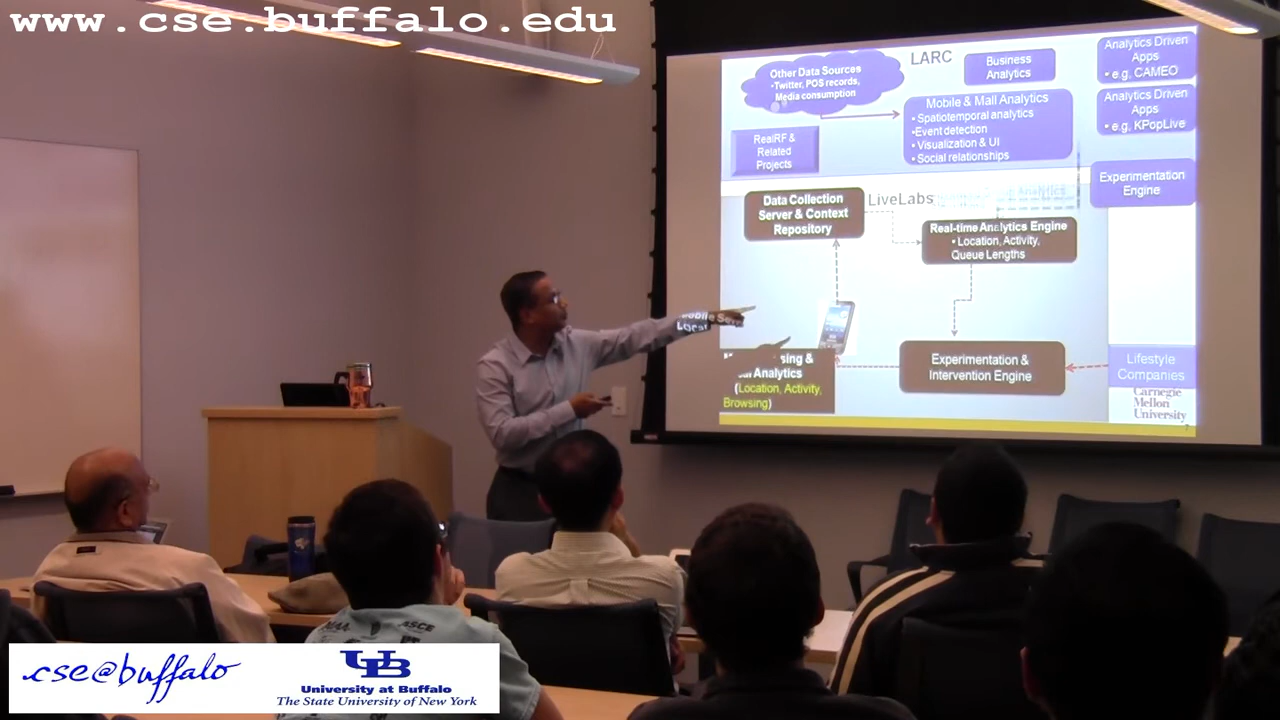 www.cse.buffalo.edu
LARC
Other Data Sources
•Twitter, POS records,
Media consumption
Business
Analytics
Analytics Driven
Apps
• e.g, CAMEO
Mobile & Mall Analytics
• Spatiotemporal analytics
•Event detection
• Visualization & UI
• Social relationships
Analytics Driven
Apps
• e.g, KPopLive
RealRF &
Related
Projects
Experimentation
Engine
Data Collection
Server & Context
Repository
LiveLabs
Analytics
Real-time Analytics Engine
• Location, Activity,
Queue Lengths
Experimentation &
Intervention Engine
Lifestyle
Companies
&
Analytics
(Location, Activity,
Browsing)
Carnegie
Mellon
University
cse@buffalo
UB
University at Buffalo
The State University of New York